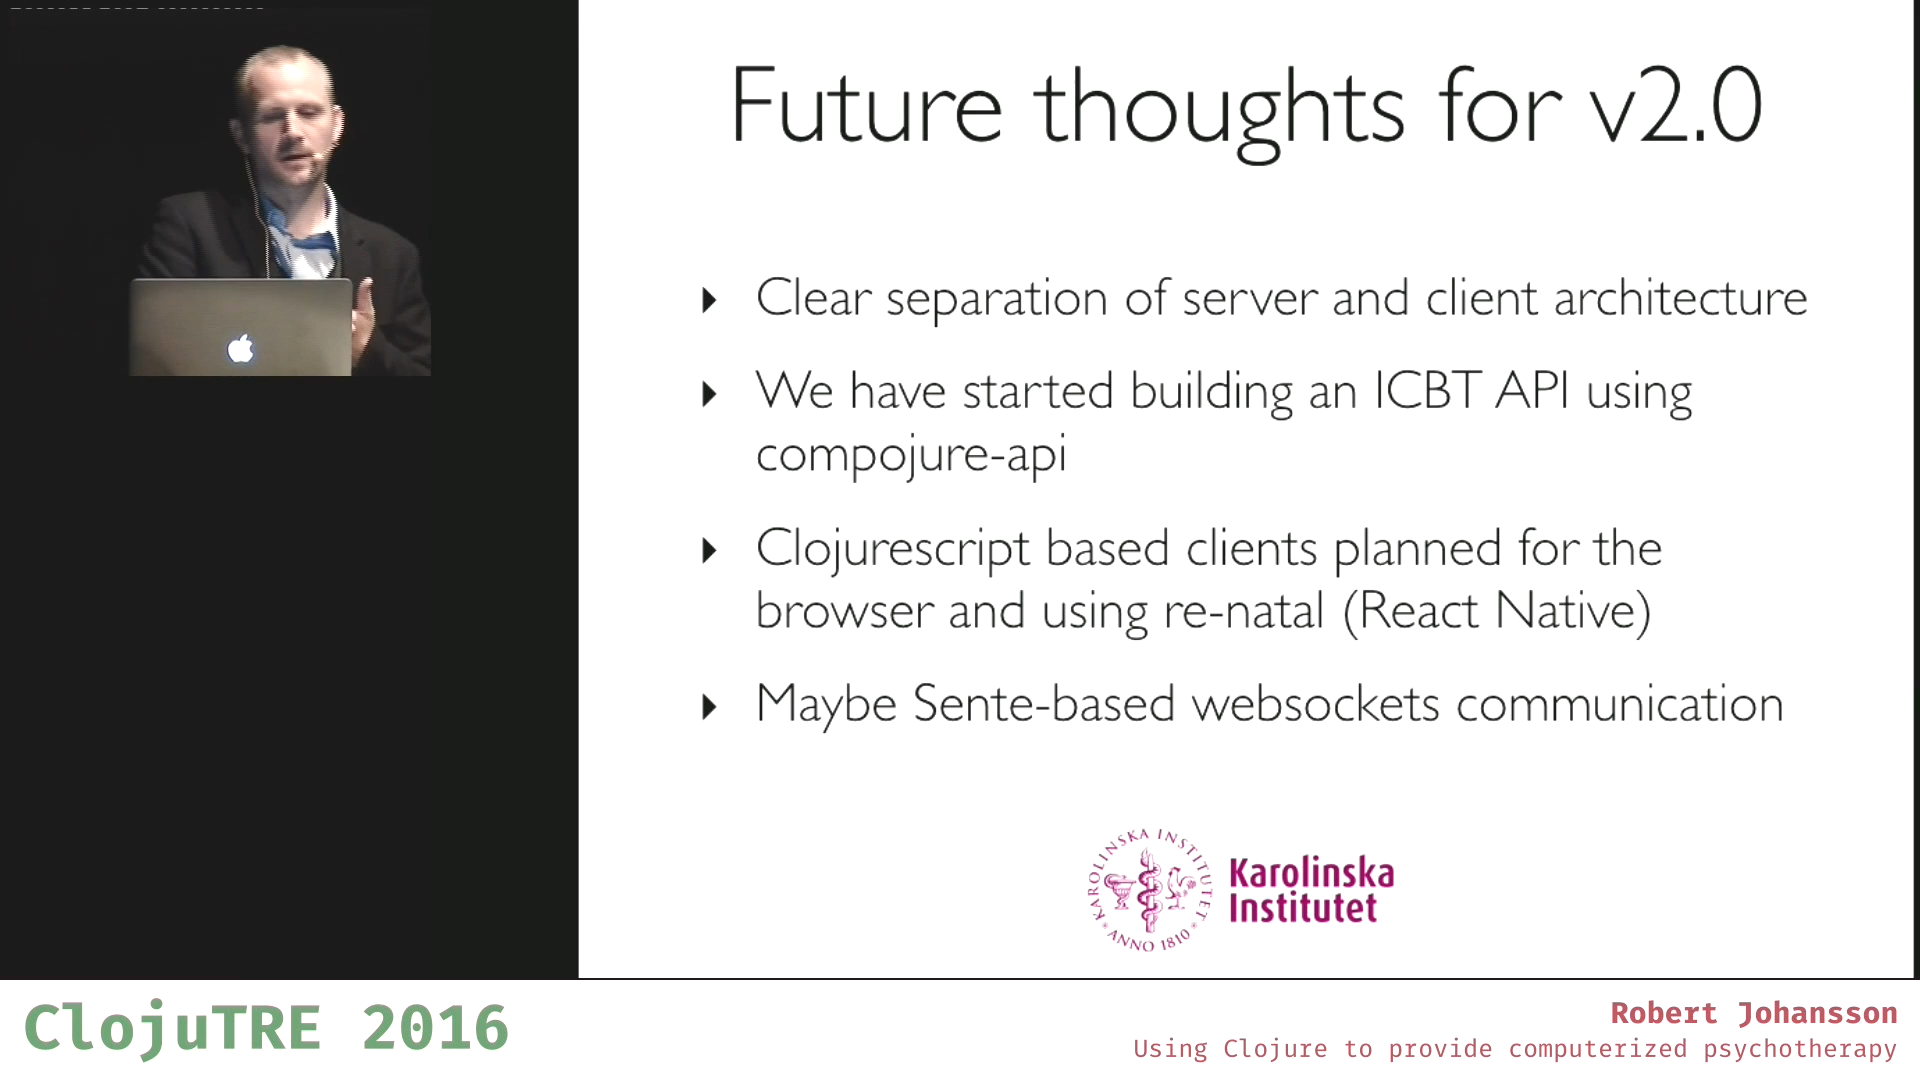 Future thoughts for v2.0
Clear separation of server and client architecture
We have started building an ICBT API using
compojure-api
Clojurescript based clients planned for the
browser and using re-natal (React Native)
Maybe Sente-based websockets communication
KAROLINSKA INSTITUTET
ANNO 1810
Karolinska
Institutet
ClojuTRE 2016
Robert Johansson
Using Clojure to provide computerized psychotherapy